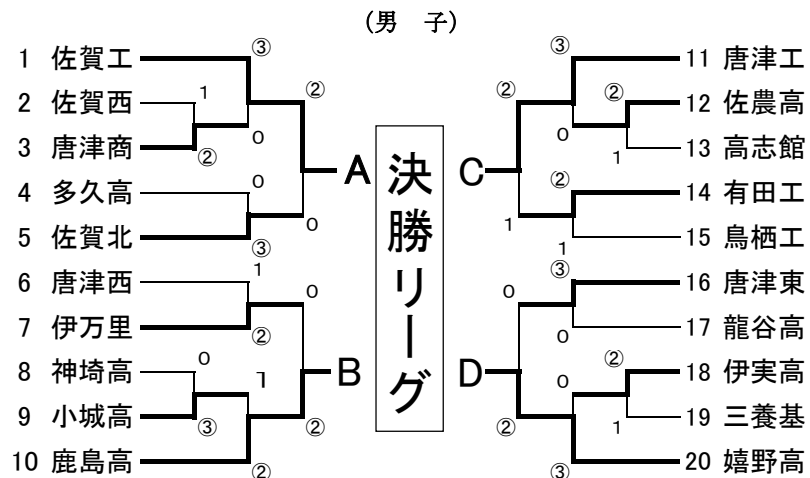 (男 子)
1 佐賀工
2 佐賀西
3 唐津商
4 多久高
5 佐賀北
6 唐津西
7 伊万里
8 神埼高
9 小城高
10 鹿島高
③
1
②
0
②
0
③
0
1
②
0
0
③
1
②
②
A
B
決勝リーグ
C
D
③
②
②
0
1
②
1
1
③
0
0
②
0
1
②
③
11 唐津工
12 佐農高
13 高志館
14 有田工
15 鳥栖工
16 唐津東
17 龍谷高
18 伊実高
19 三養基
20 嬉野高